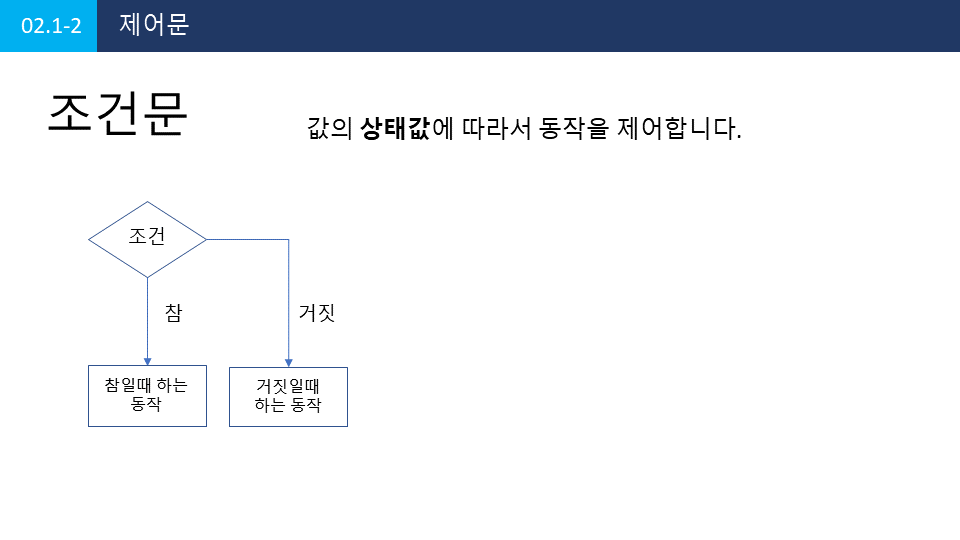 02.1-2
제어문
조건문
값의 상태값에 따라서 동작을 제어합니다.
조건
참
거짓
참일때 하는
동작
거짓일때
하는 동작